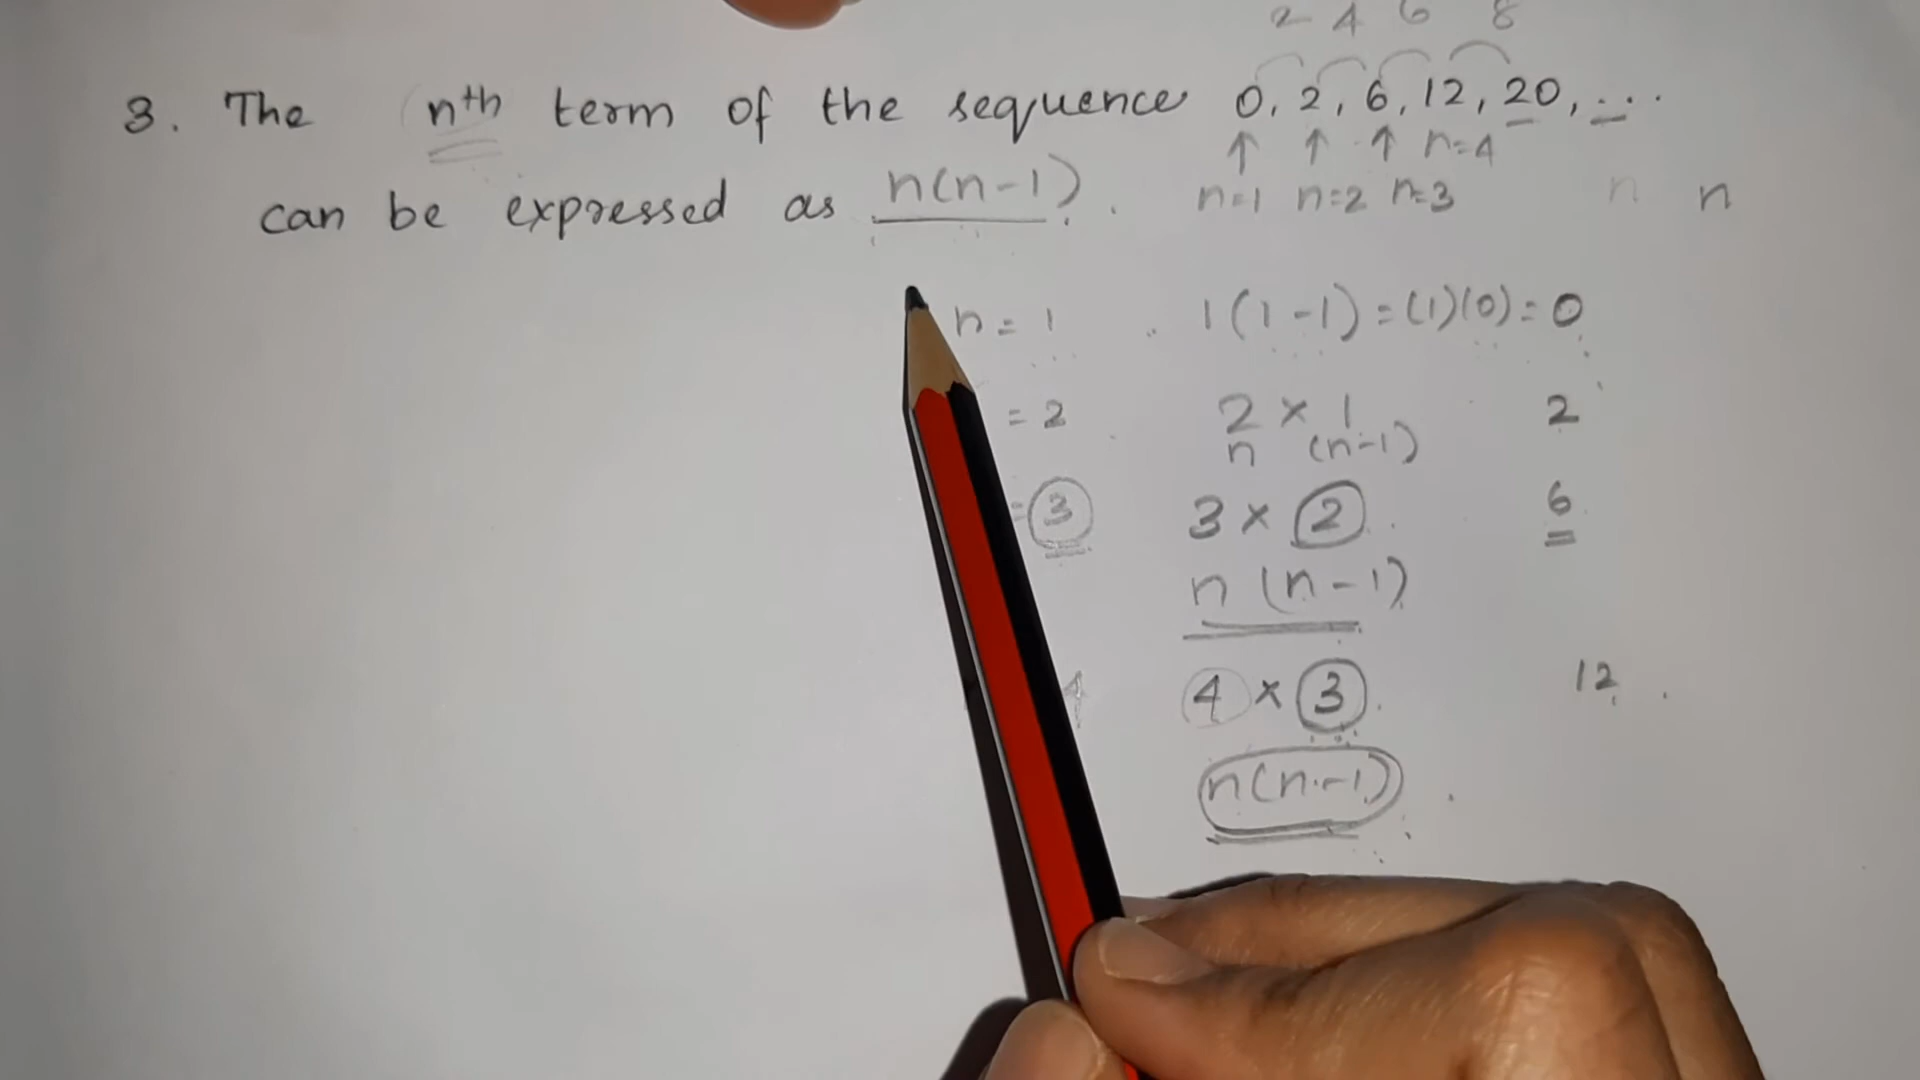 2 4 6 8
3. The nth term of the sequence 0, 2, 6, 12, 20, ...
n=4
can be expressed as n(n-1).
n=1 n=2 n=3 n n
n = 1 1(1-1)=(1)(0)=0
= 2 2 × 1 2
n (n-1)
= 3 3 × 2 6
n (n-1)
4 4 × 3 12
n(n-1)